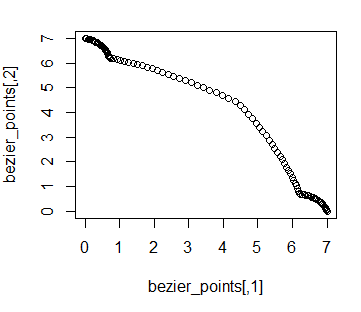 bezier_points[,2]
7
6
5
4
3
2
1
0
0 1 2 3 4 5 6 7
bezier_points[,1]